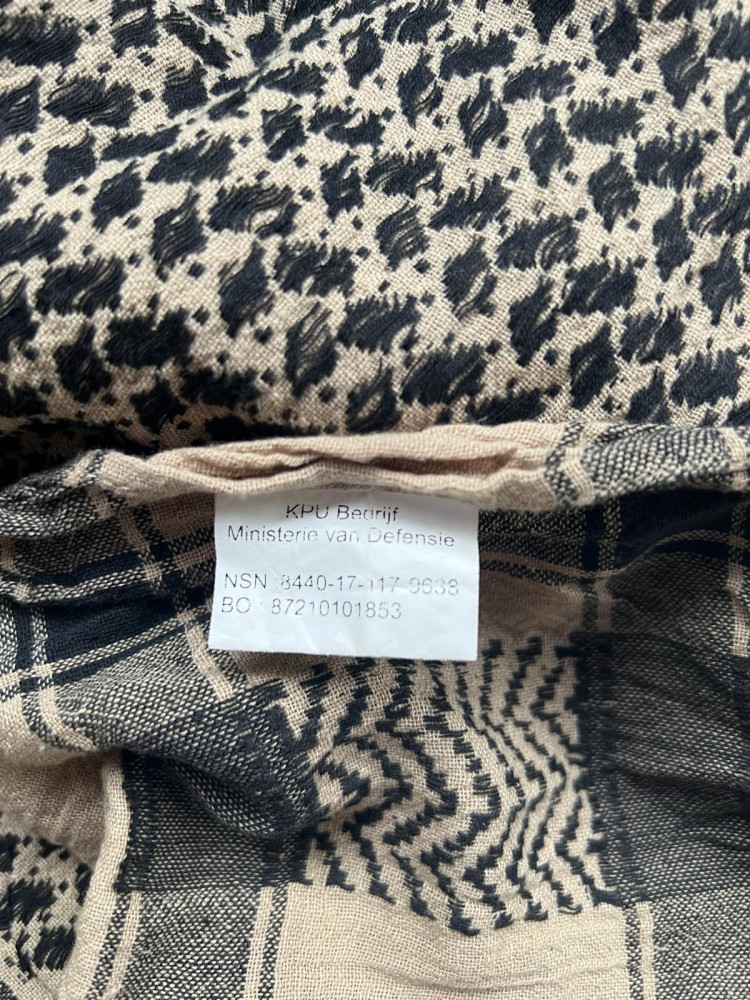 KPU Bedrijf
Ministerie van Defensie
NSN : 8440-17-117-9638
BO : 87210101853